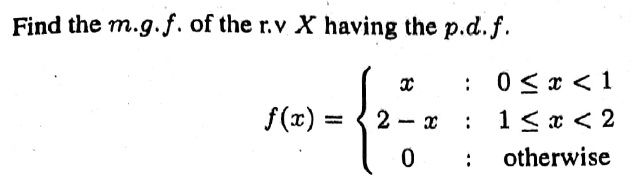 Find the m.g.f. of the r.v X having the p.d.f.
x : 0 ≤ x < 1
f(x) = { 2 − x : 1 ≤ x < 2
0 : otherwise